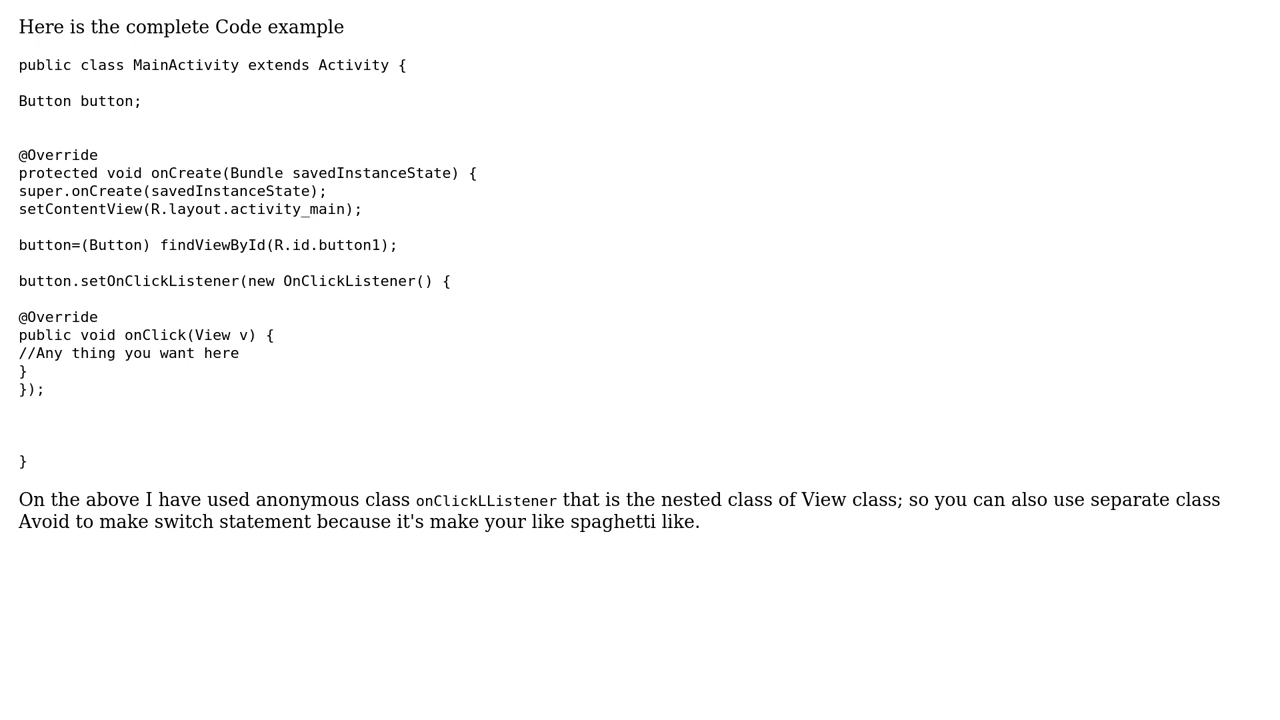 Here is the complete Code example
public class MainActivity extends Activity {
Button button;
@Override
protected void onCreate(Bundle savedInstanceState) {
super.onCreate(savedInstanceState);
setContentView(R.layout.activity_main);
button=(Button) findViewById(R.id.button1);
button.setOnClickListener(new OnClickListener() {
@Override
public void onClick(View v) {
//Any thing you want here
}
});
}
On the above I have used anonymous class onClickLListener that is the nested class of View class; so you can also use separate class
Avoid to make switch statement because it's make your like spaghetti like.